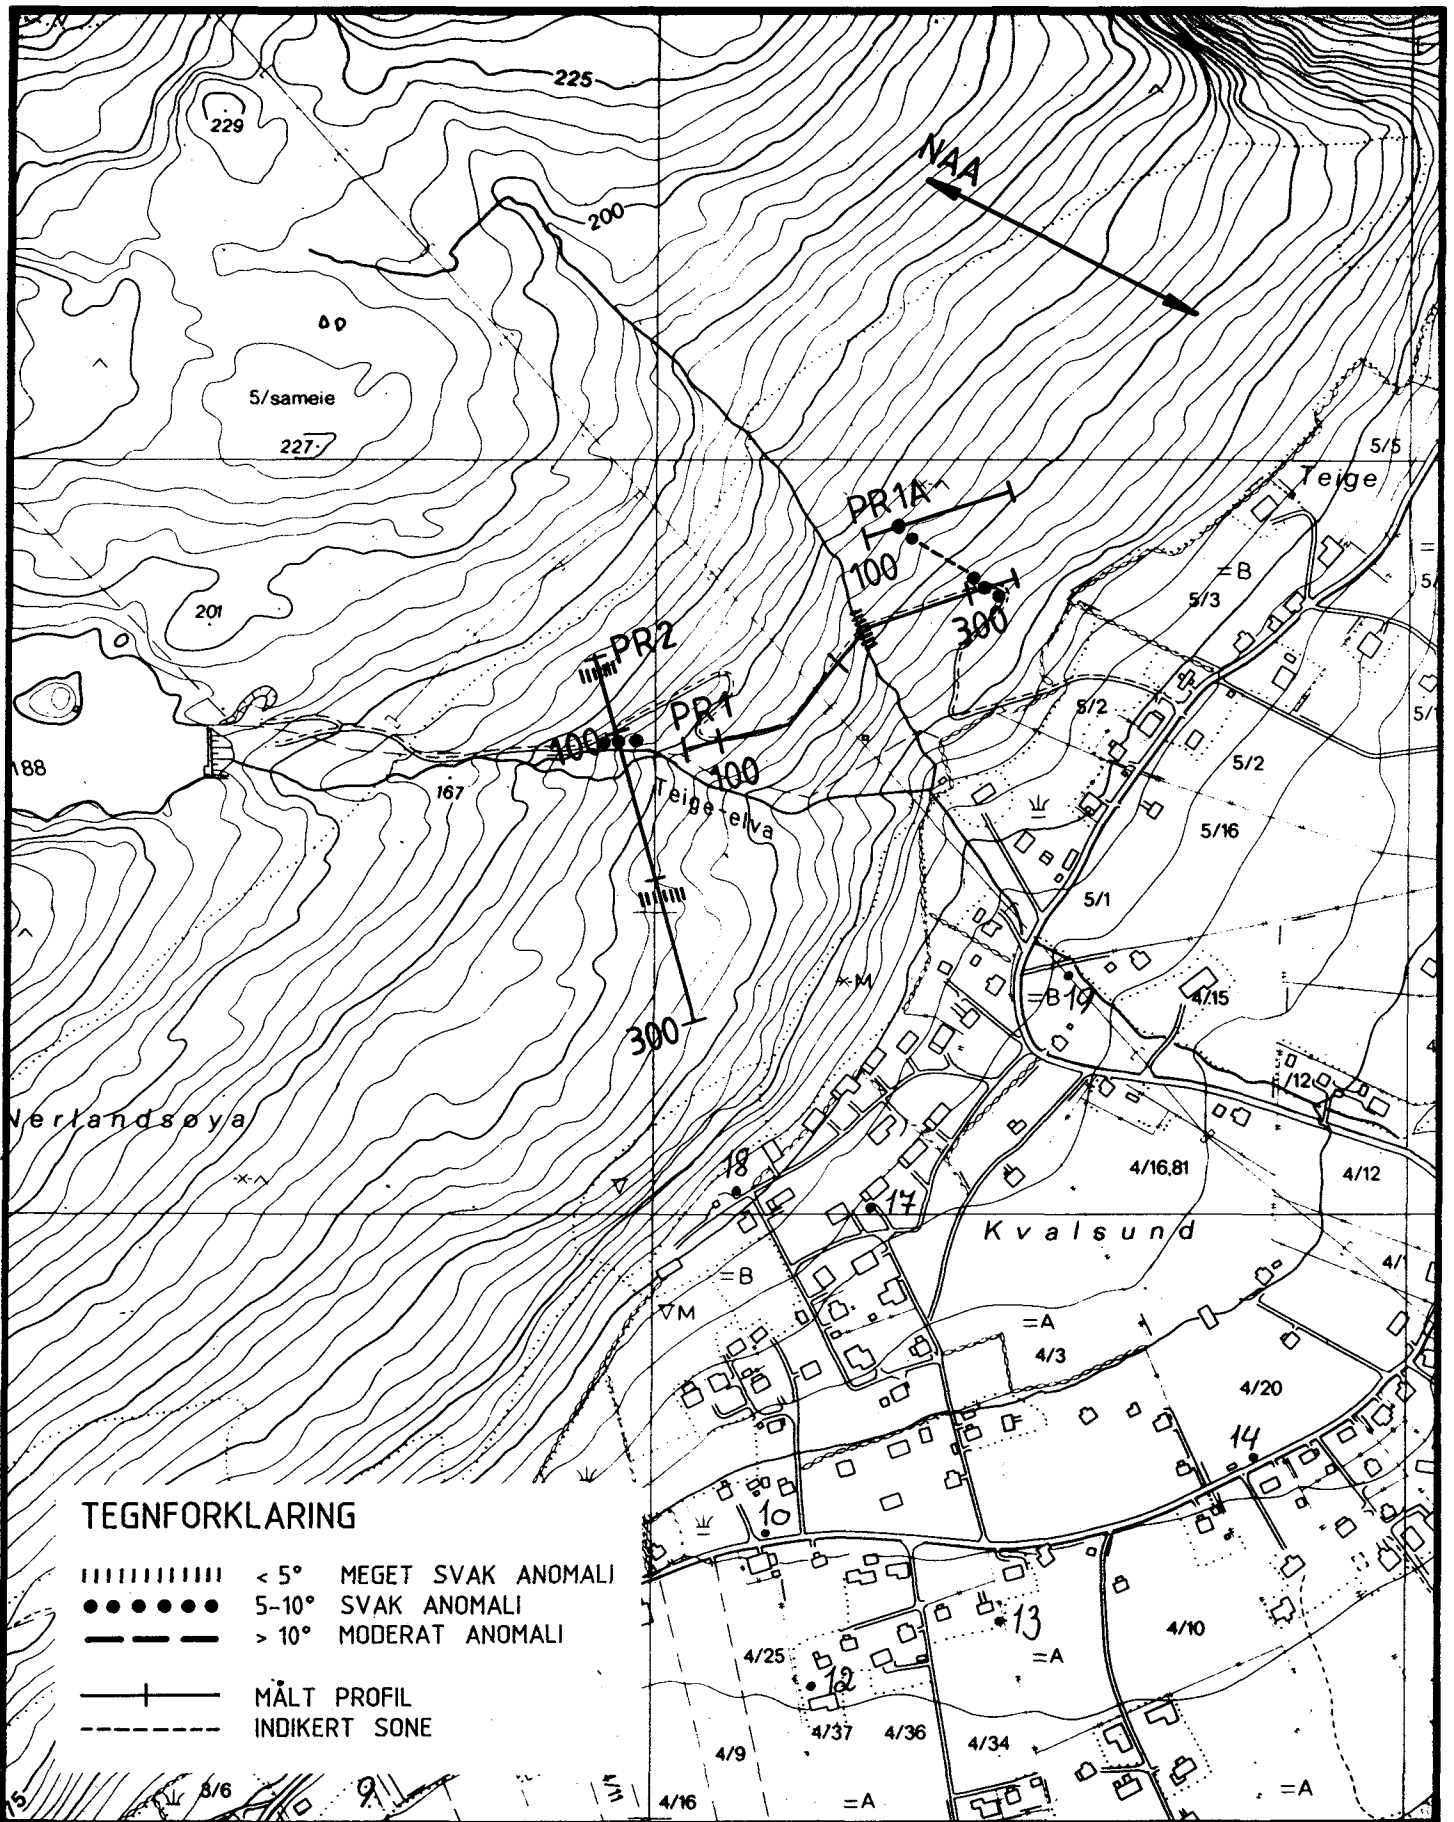 225
229
NAA
200
5/sameie
227
5/5
Teige
PR1A
100
=B
5/3
201
300
PR2
PR1
5/2
100
100
188
167
Teige-elva
5/2
5/16
5/1
M
=B
19
4/15
300
/12
Nerlandsøya
18
4/16,81
4/12
17
Kvalsund
=B
M
=A
4/3
4/20
14
TEGNFORKLARING
10
< 5° MEGET SVAK ANOMALI
5-10° SVAK ANOMALI
> 10° MODERAT ANOMALI
13
4/10
4/25
=A
12
MÅLT PROFIL
INDIKERT SONE
4/37
4/36
4/34
4/9
8/6
9
4/11
4/16
=A
=A